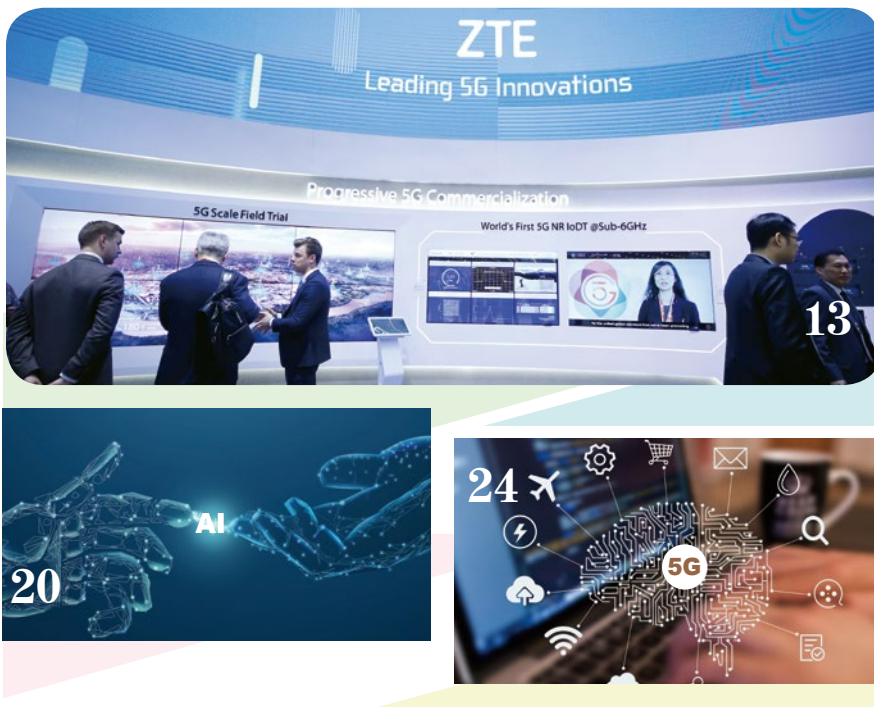 ZTE
Leading 5G Innovations
Progressive 5G Commercialization
5G Scale Field Trial
World's First 5G NR IoDT @Sub-6GHz
5G
13
AI
20
24
5G